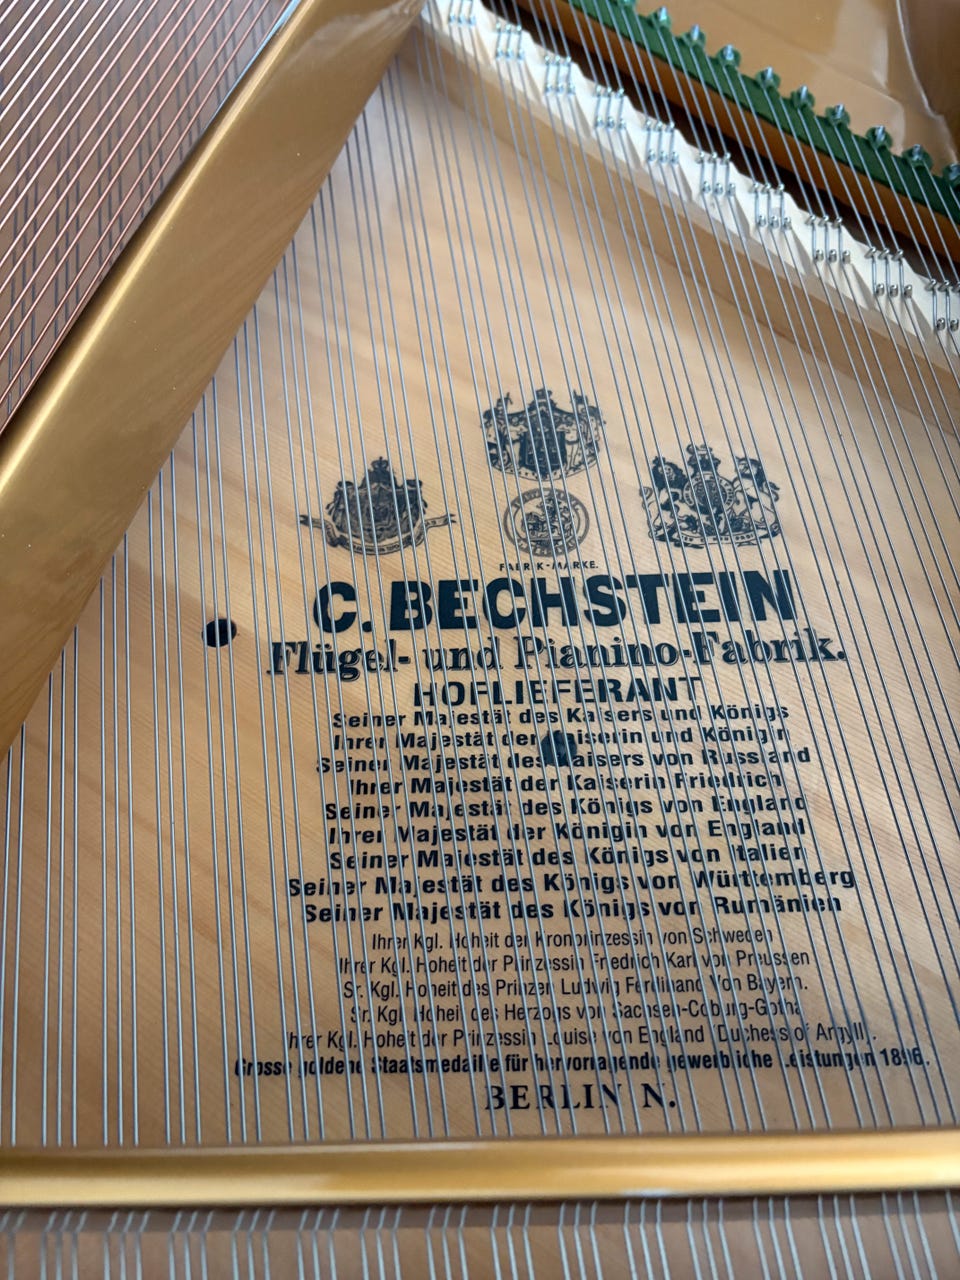 FABRIK-MARKE.
C. BECHSTEIN
Flügel- und Pianino-Fabrik.
HOFLIEFERANT
Seiner Majestät des Kaisers und Königs
Ihrer Majestät der Kaiserin und Königin
Seiner Majestät des Kaisers von Russland
Ihrer Majestät der Kaiserin Friedrich
Seiner Majestät des Königs von England
Ihrer Majestät der Königin von England
Seiner Majestät des Königs von Italien
Seiner Majestät des Königs von Württemberg
Seiner Majestät des Königs von Rumänien
Ihrer Kgl. Hoheit der Kronprinzessin von Schweden
Ihrer Kgl. Hoheit der Prinzessin Friedrich Karl von Preussen
Sr. Kgl. Hoheit des Prinzen Ludwig Ferdinand Von Bayern.
Sr. Kgl. Hoheit des Herzogs von Sachsen-Coburg-Gotha
Ihrer Kgl. Hoheit der Prinzessin Louise von England (Duchess of Argyll).
Grosse goldene Staatsmedaille für hervorragende gewerbliche Leistungen 1896.
BERLIN N.